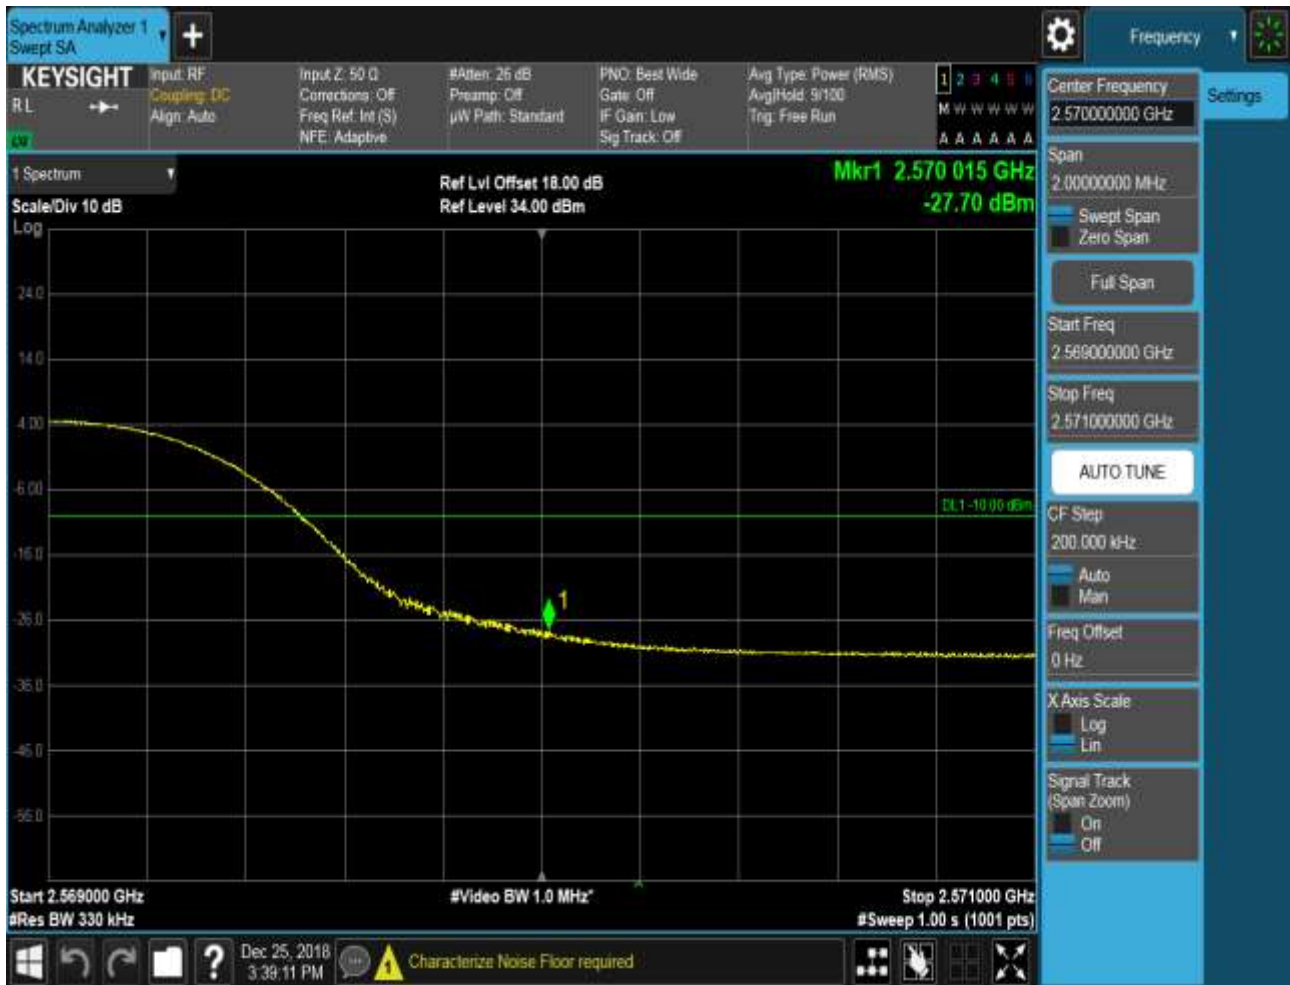 Spectrum Analyzer 1
Swept SA
+
Frequency
KEYSIGHT
R L
Input: RF
Coupling: DC
Align: Auto
Input Z: 50 Ω
Corrections: Off
Freq Ref: Int (S)
NFE: Adaptive
#Atten: 26 dB
Preamp: Off
µW Path: Standard
PNO: Best Wide
Gate: Off
IF Gain: Low
Sig Track: Off
Avg Type: Power (RMS)
Avg|Hold: 9/100
Trig: Free Run
1 2 3 4 5 6
M W W W W W
A A A A A A
1 Spectrum
Scale/Div 10 dB
Ref Lvl Offset 18.00 dB
Ref Level 34.00 dBm
Mkr1 2.570 015 GHz
-27.70 dBm
Log
24.0
14.0
4.00
-6.00
DL1 -10.00 dBm
-16.0
1
-26.0
-36.0
-46.0
-56.0
Start 2.569000 GHz
#Res BW 330 kHz
#Video BW 1.0 MHz*
Stop 2.571000 GHz
#Sweep 1.00 s (1001 pts)
Center Frequency
2.570000000 GHz
Settings
Span
2.00000000 MHz
Swept Span
Zero Span
Full Span
Start Freq
2.569000000 GHz
Stop Freq
2.571000000 GHz
AUTO TUNE
CF Step
200.000 kHz
Auto
Man
Freq Offset
0 Hz
X Axis Scale
Log
Lin
Signal Track
(Span Zoom)
On
Off
?
Dec 25, 2018
3:39:11 PM
1
Characterize Noise Floor required